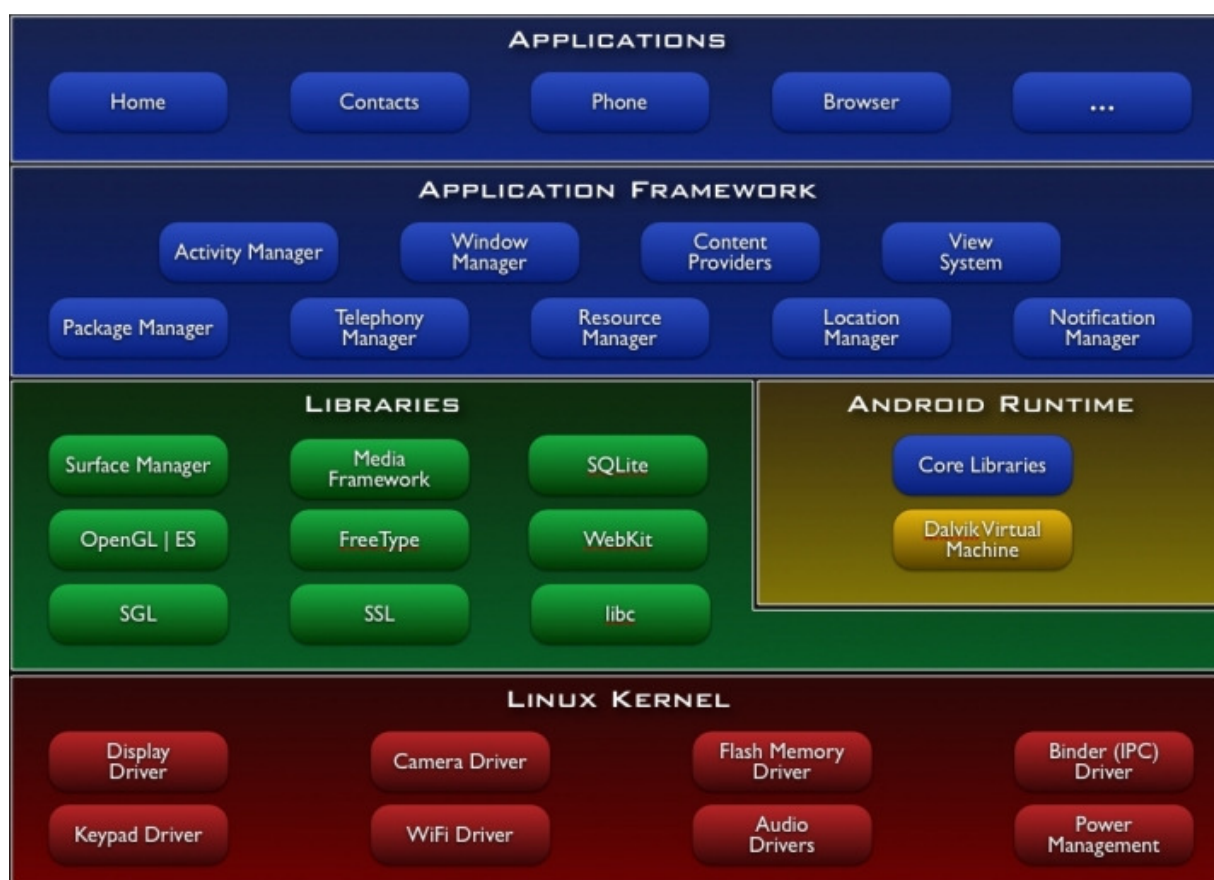 APPLICATIONS
Home
Contacts
Phone
Browser
...
APPLICATION FRAMEWORK
Activity Manager
Window
Manager
Content
Providers
View
System
Package Manager
Telephony
Manager
Resource
Manager
Location
Manager
Notification
Manager
LIBRARIES
Surface Manager
Media
Framework
SQLite
OpenGL | ES
FreeType
WebKit
SGL
SSL
libc
ANDROID RUNTIME
Core Libraries
Dalvik Virtual
Machine
LINUX KERNEL
Display
Driver
Camera Driver
Flash Memory
Driver
Binder (IPC)
Driver
Keypad Driver
WiFi Driver
Audio
Drivers
Power
Management